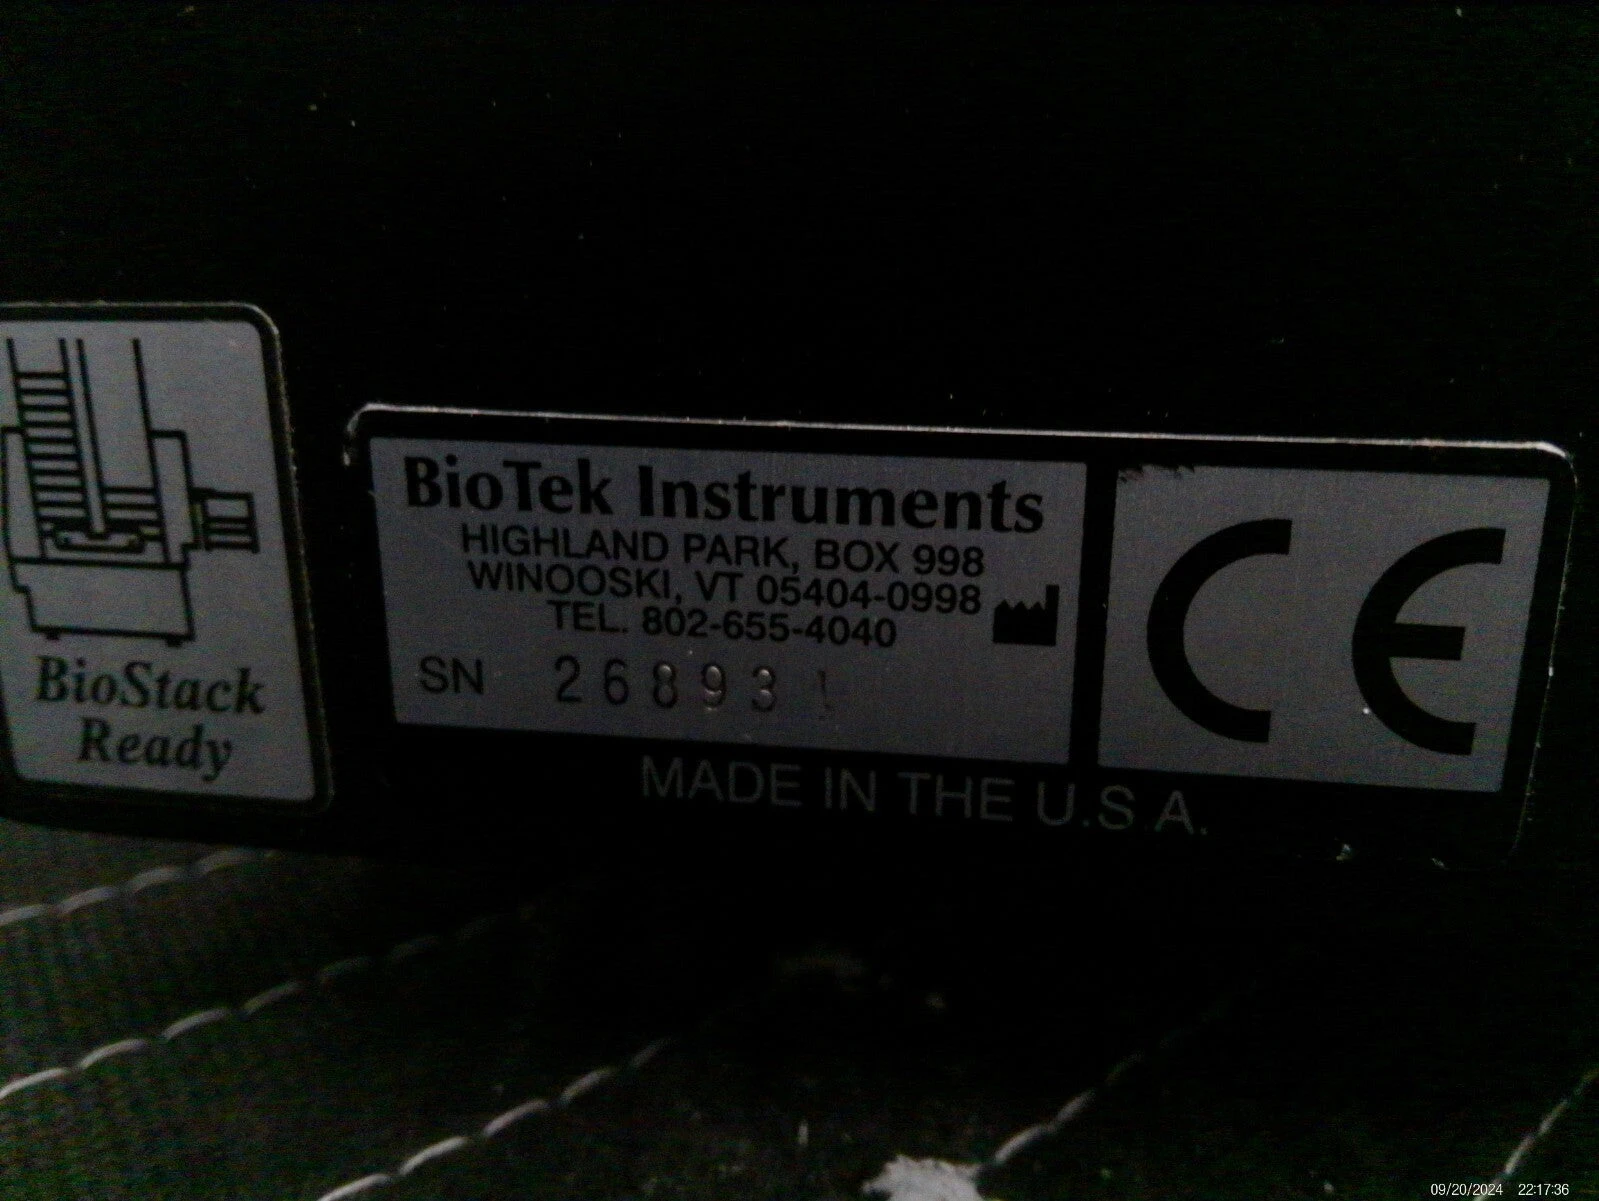 BioStack
Ready
BioTek Instruments
HIGHLAND PARK, BOX 998
WINOOSKI, VT 05404-0998
TEL. 802-655-4040
SN 26893
CE
MADE IN THE U.S.A.
09/20/2024 22:17:36